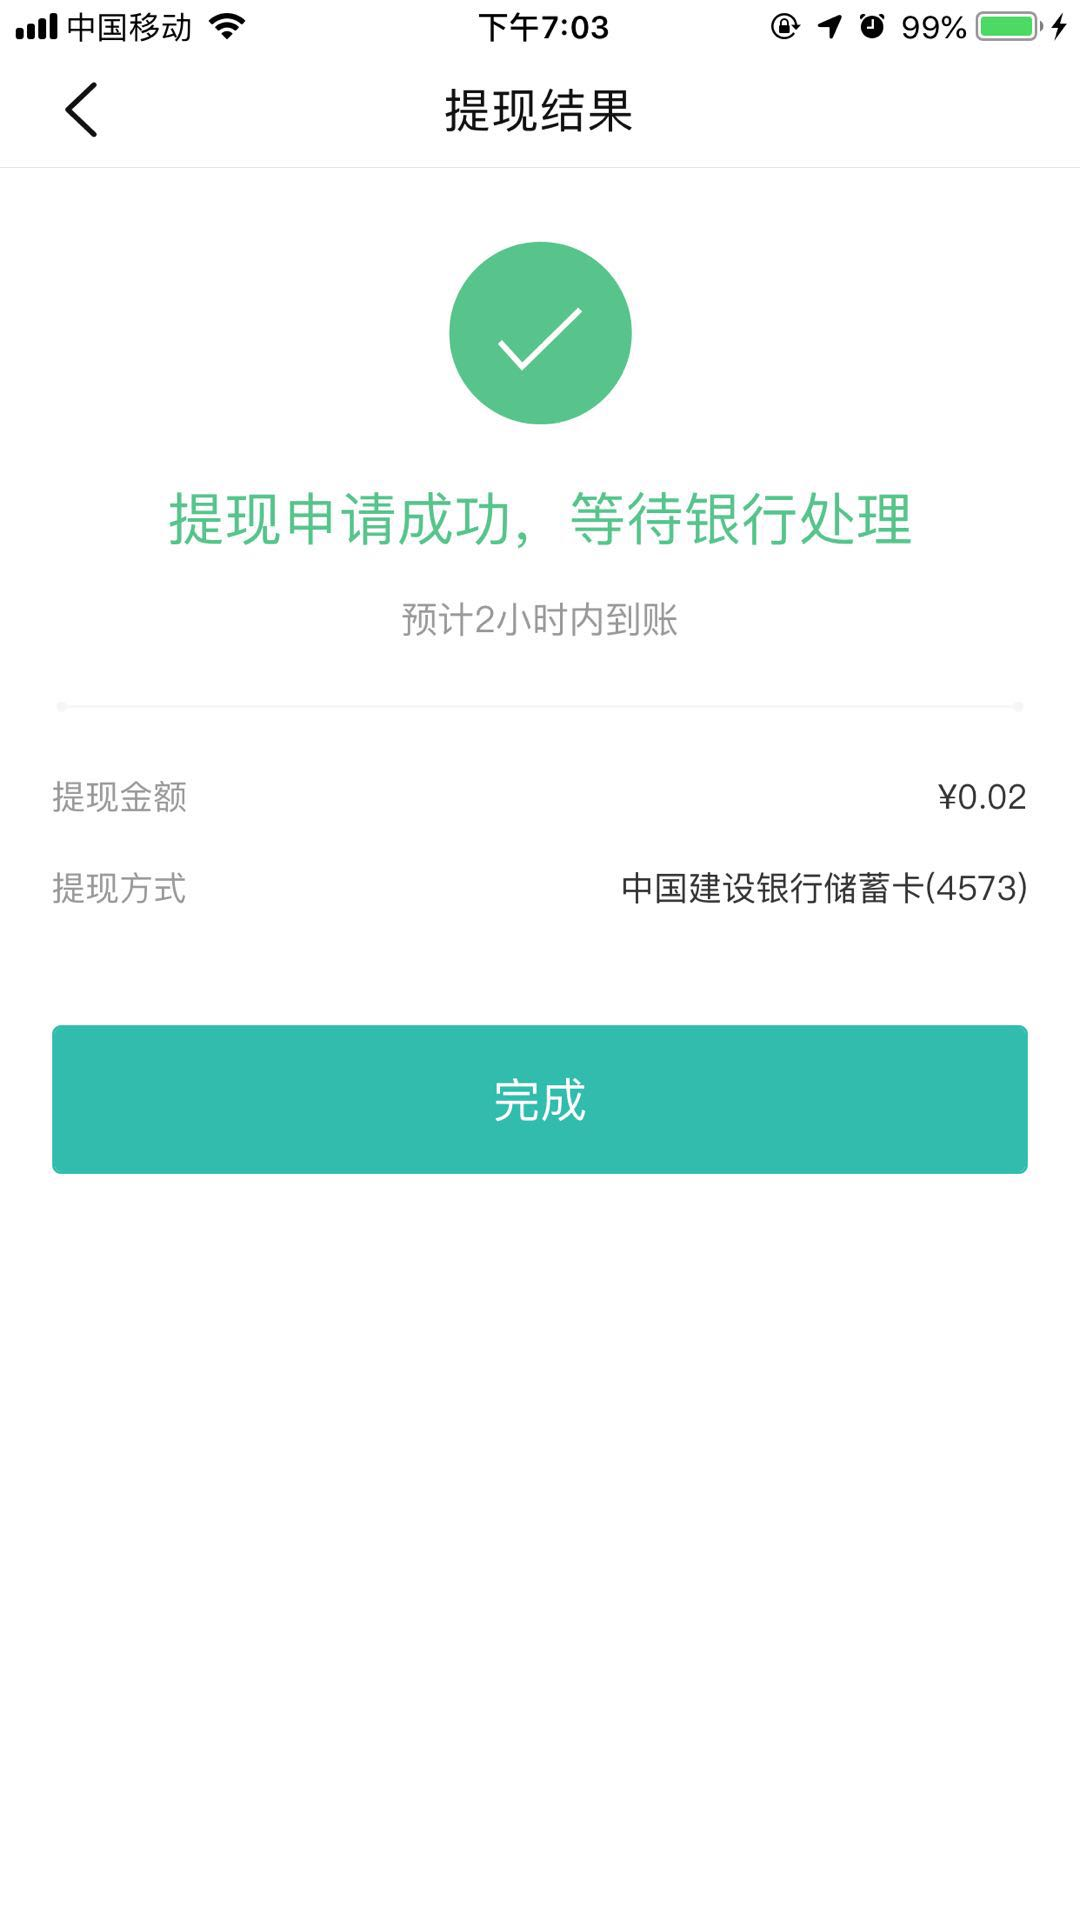 中国移动 下午7:03 99%
提现结果
提现申请成功，等待银行处理
预计2小时内到账
提现金额 ¥0.02
提现方式 中国建设银行储蓄卡(4573)
完成